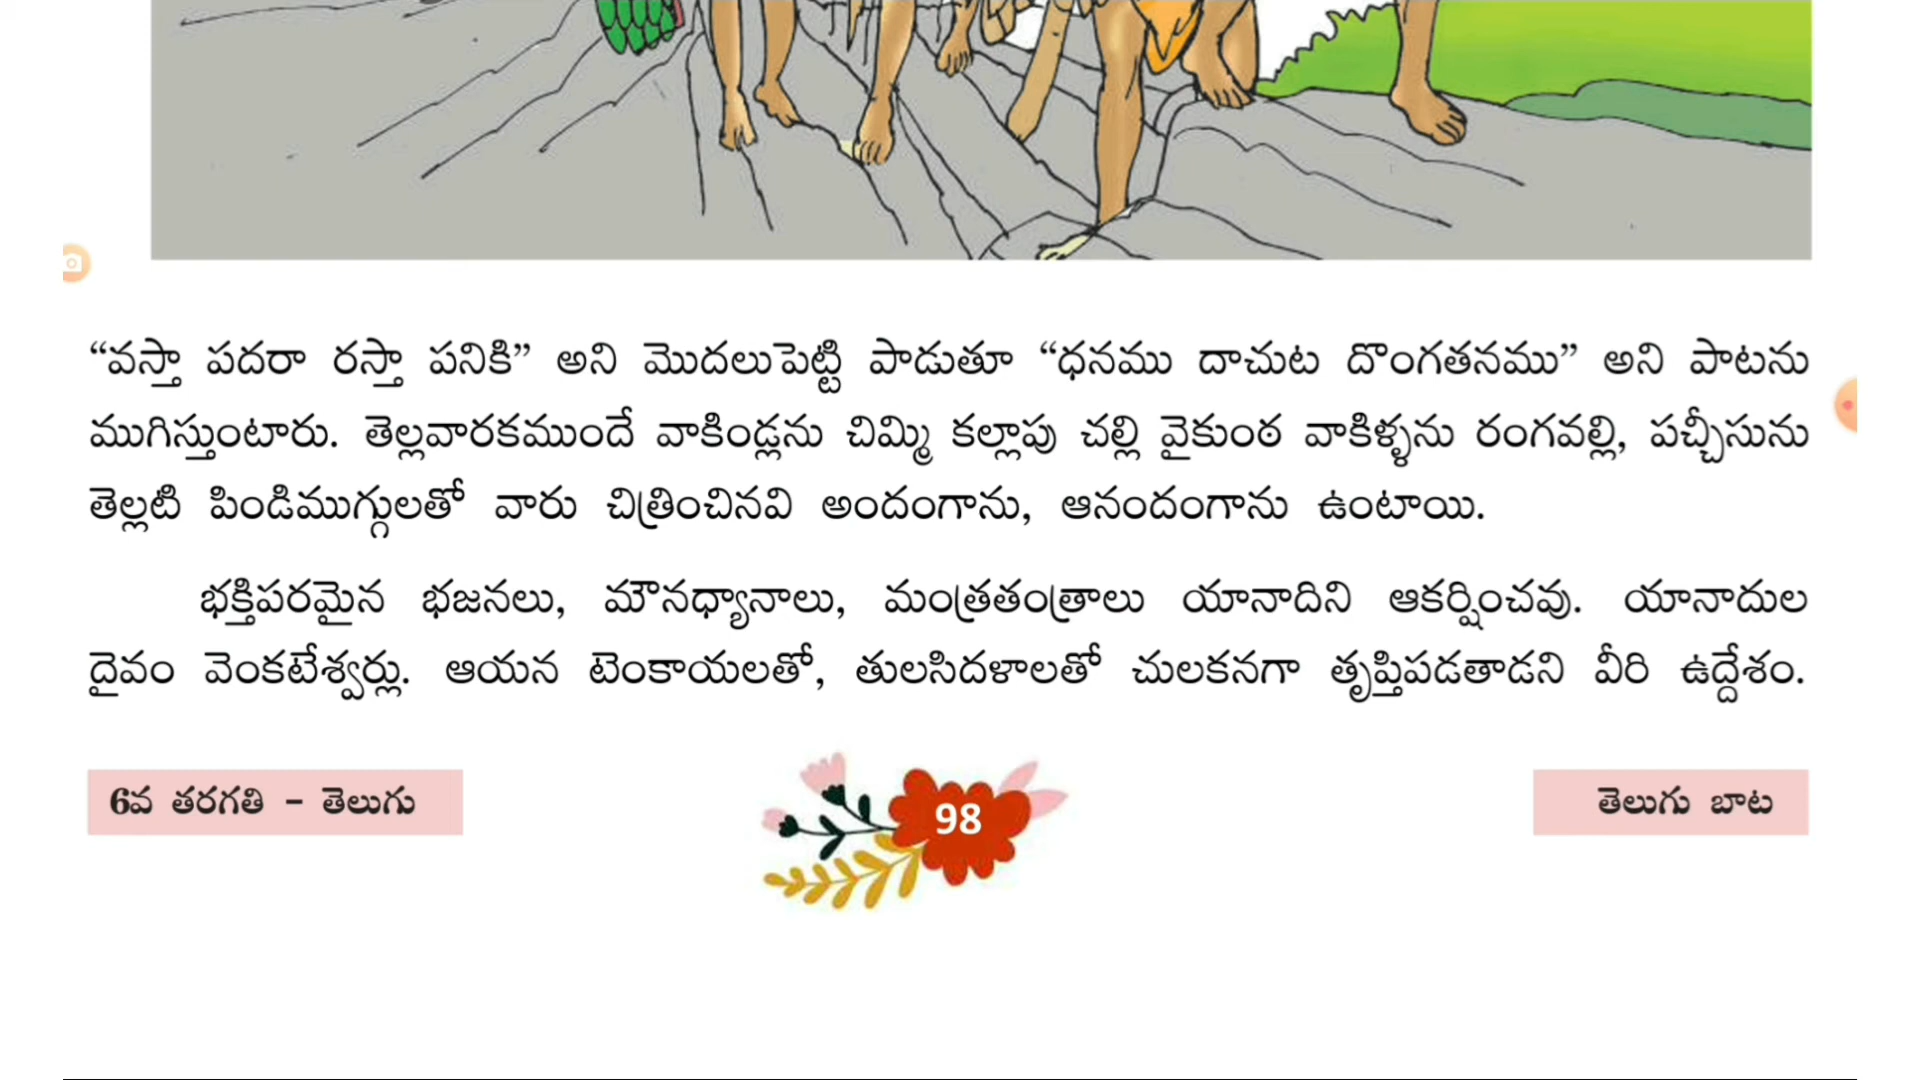 “వస్తా పదరా రస్తా పనికి” అని మొదలుపెట్టి పాడుతూ “ధనము దాచుట దొంగతనము” అని పాటను
ముగిస్తుంటారు. తెల్లవారకముందే వాకిండ్లను చిమ్మి కల్లాపు చల్లి వైకుంఠ వాకిళ్ళను రంగవల్లి, పచ్చీసును
తెల్లటి పిండిముగ్గులతో వారు చిత్రించినవి అందంగాను, ఆనందంగాను ఉంటాయి.
భక్తిపరమైన భజనలు, మౌనధ్యానాలు, మంత్రతంత్రాలు యానాదిని ఆకర్షించవు. యానాదుల
దైవం వెంకటేశ్వర్లు. ఆయన టెంకాయలతో, తులసిదళాలతో చులకనగా తృప్తిపడతాడని వీరి ఉద్దేశం.
6వ తరగతి - తెలుగు
98
తెలుగు బాట